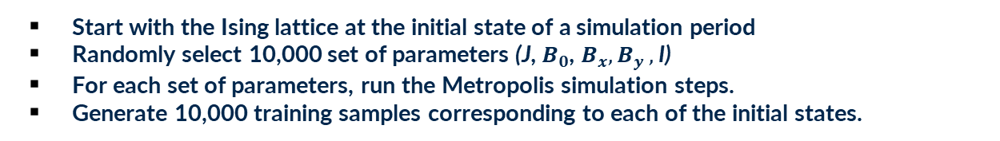 ▪ Start with the Ising lattice at the initial state of a simulation period
▪ Randomly select 10,000 set of parameters (J, B₀, Bₓ, B_y , I)
▪ For each set of parameters, run the Metropolis simulation steps.
▪ Generate 10,000 training samples corresponding to each of the initial states.